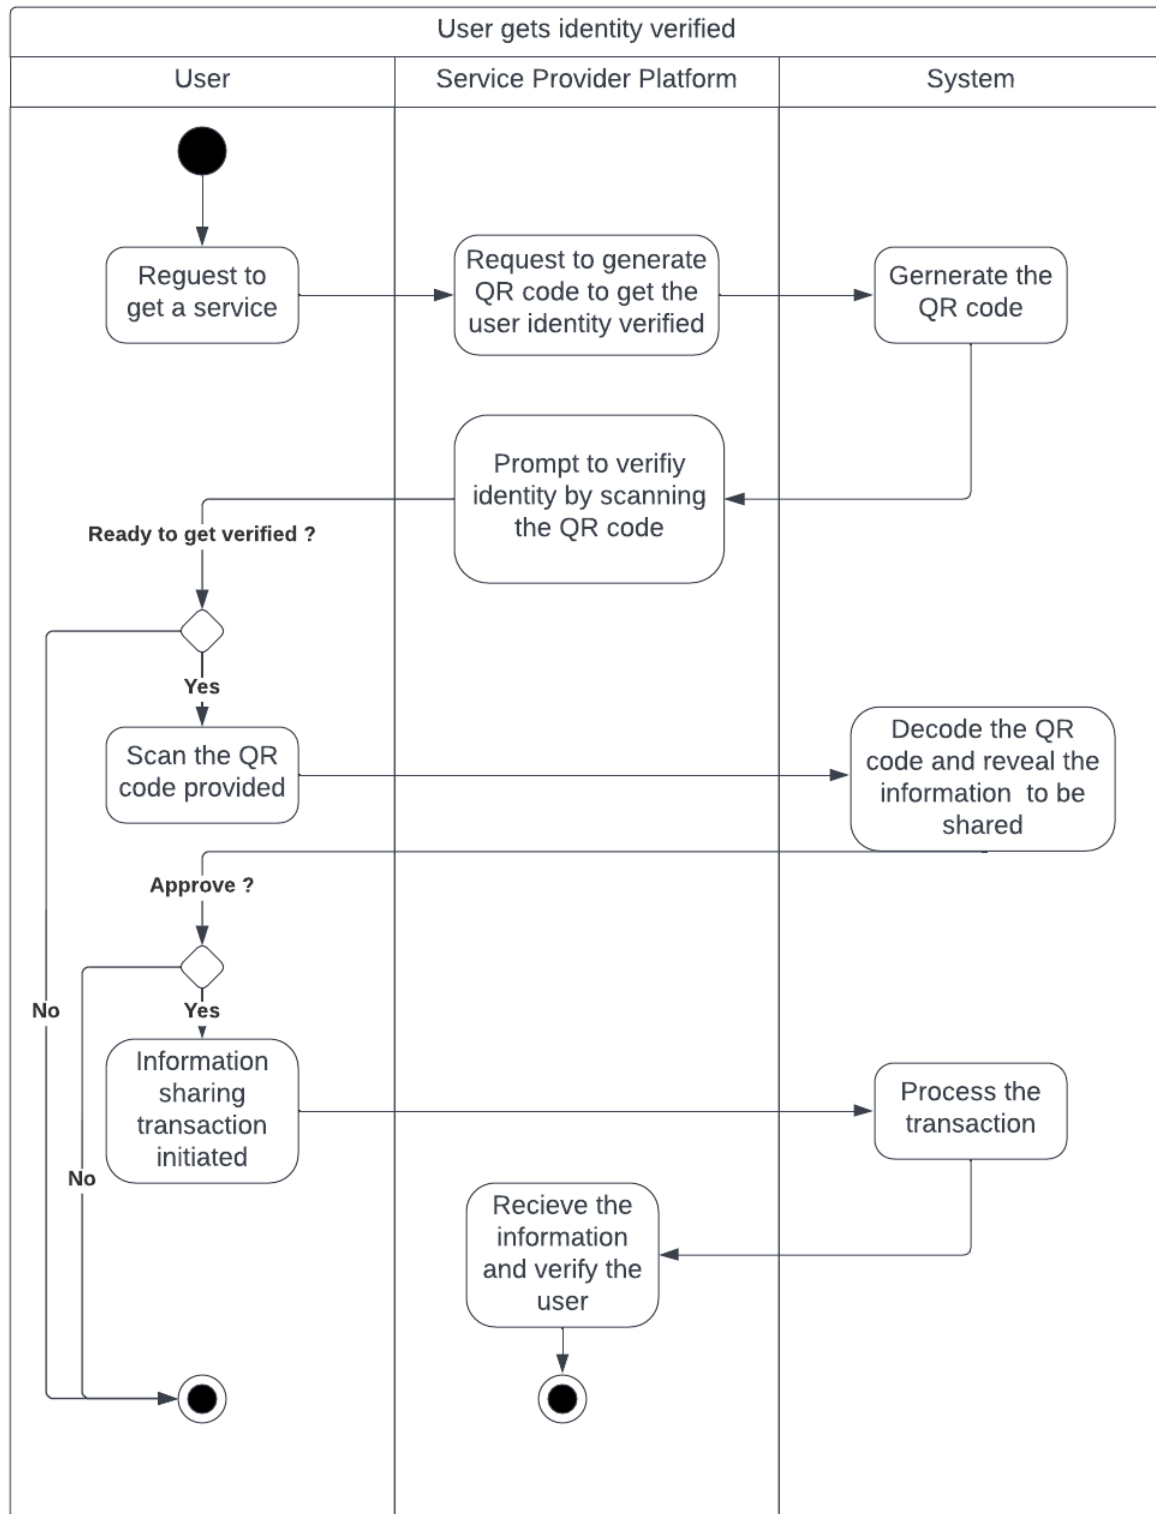 User gets identity verified
User
Service Provider Platform
System
Reguest to
get a service
Request to generate
QR code to get the
user identity verified
Gernerate the
QR code
Prompt to verifiy
identity by scanning
the QR code
Ready to get verified ?
Yes
Scan the QR
code provided
Decode the QR
code and reveal the
information to be
shared
Approve ?
No
Yes
Information
sharing
transaction
initiated
Process the
transaction
No
Recieve the
information
and verify the
user